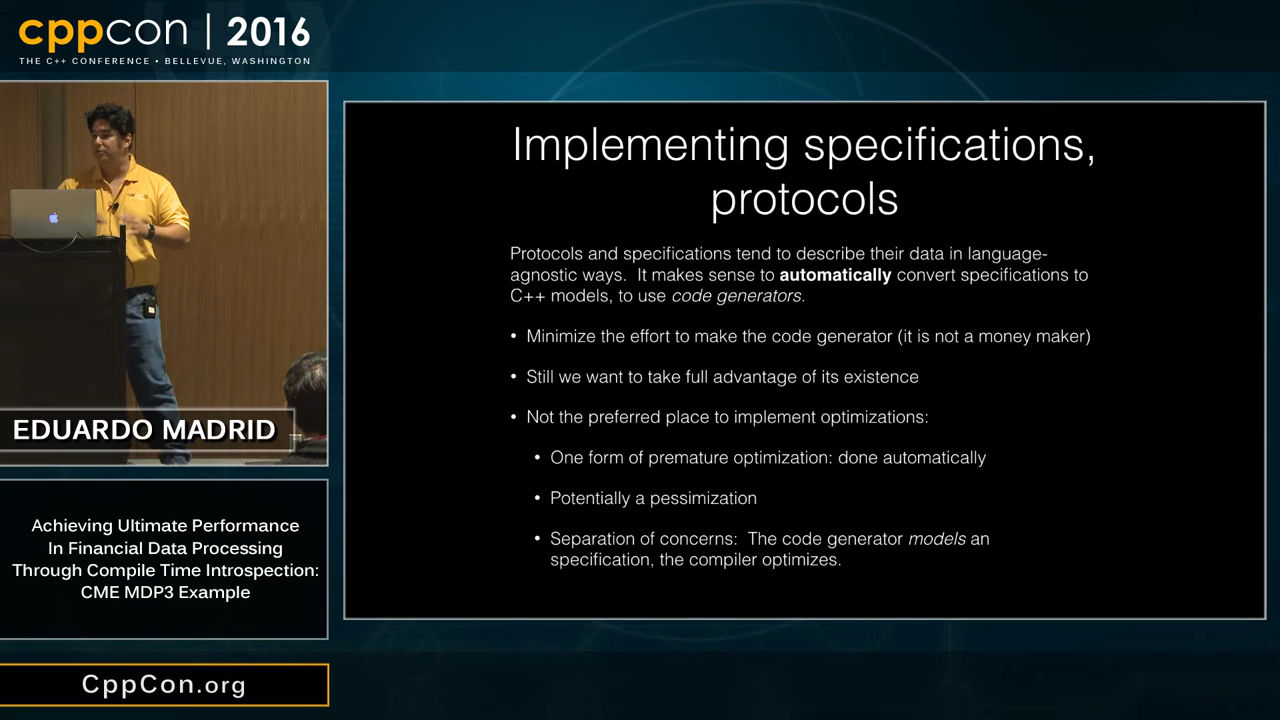 cppcon | 2016
THE C++ CONFERENCE • BELLEVUE, WASHINGTON
EDUARDO MADRID
Achieving Ultimate Performance
In Financial Data Processing
Through Compile Time Introspection:
CME MDP3 Example
CppCon.org
Implementing specifications,
protocols
Protocols and specifications tend to describe their data in language-
agnostic ways. It makes sense to automatically convert specifications to
C++ models, to use code generators.
• Minimize the effort to make the code generator (it is not a money maker)
• Still we want to take full advantage of its existence
• Not the preferred place to implement optimizations:
• One form of premature optimization: done automatically
• Potentially a pessimization
• Separation of concerns: The code generator models an
specification, the compiler optimizes.